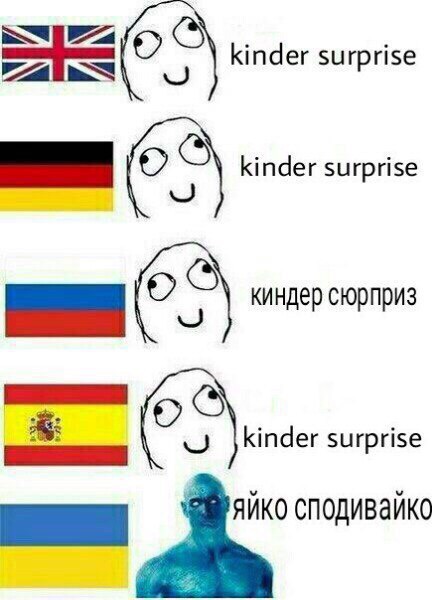 kinder surprise
kinder surprise
киндер сюрприз
kinder surprise
яйко сподивайко